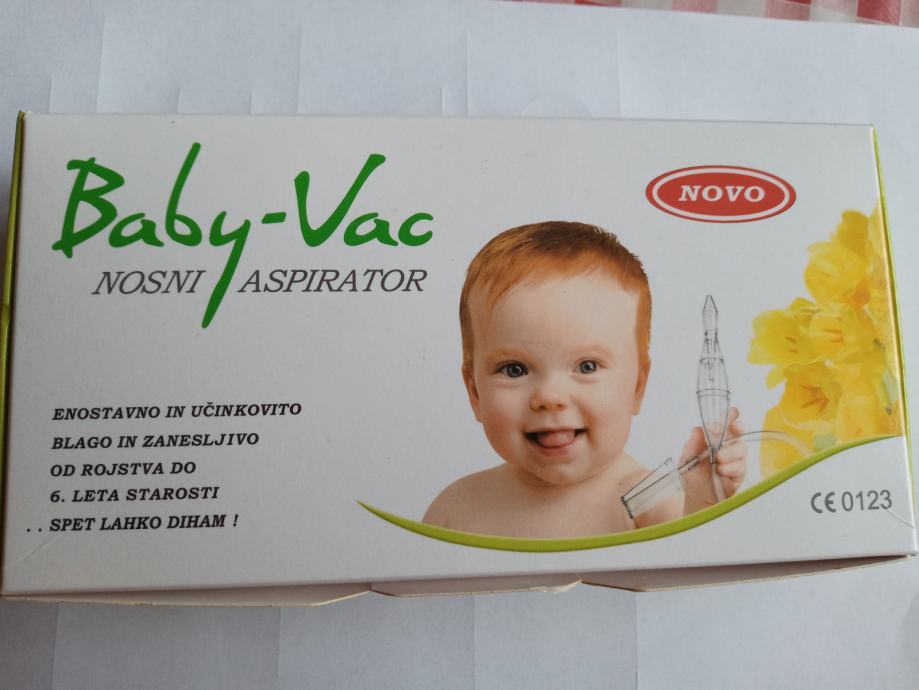 Baby-Vac
NOSNI ASPIRATOR
NOVO
ENOSTAVNO IN UČINKOVITO
BLAGO IN ZANESLJIVO
OD ROJSTVA DO
6. LETA STAROSTI
. . SPET LAHKO DIHAM !
CE 0123